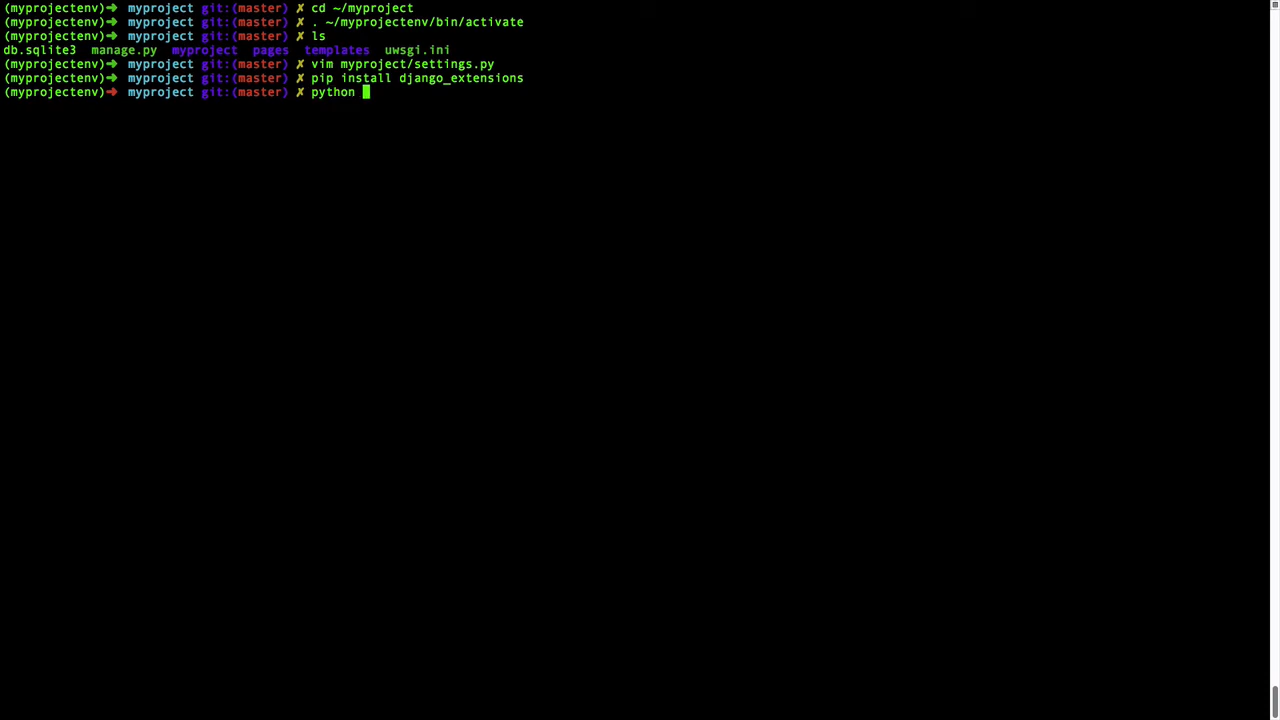 (myprojectenv)➜ myproject git:(master) ✗ cd ~/myproject
(myprojectenv)➜ myproject git:(master) ✗ . ~/myprojectenv/bin/activate
(myprojectenv)➜ myproject git:(master) ✗ ls
db.sqlite3 manage.py myproject pages templates uwsgi.ini
(myprojectenv)➜ myproject git:(master) ✗ vim myproject/settings.py
(myprojectenv)➜ myproject git:(master) ✗ pip install django_extensions
(myprojectenv)➜ myproject git:(master) ✗ python